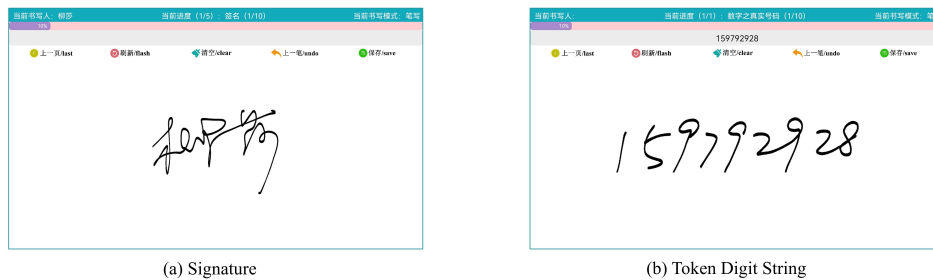 当前书写人：柳莎 当前进度（1/5）：签名（1/10） 当前书写模式：笔写
10%
上一页/last 刷新/flash 清空/clear 上一笔/undo 保存/save
柳莎
(a) Signature
当前书写人： 当前进度（1/1）：数字之真实号码（1/10） 当前书写模式：笔
10%
159792928
上一页/last 刷新/flash 清空/clear 上一笔/undo 保存/save
159792928
(b) Token Digit String